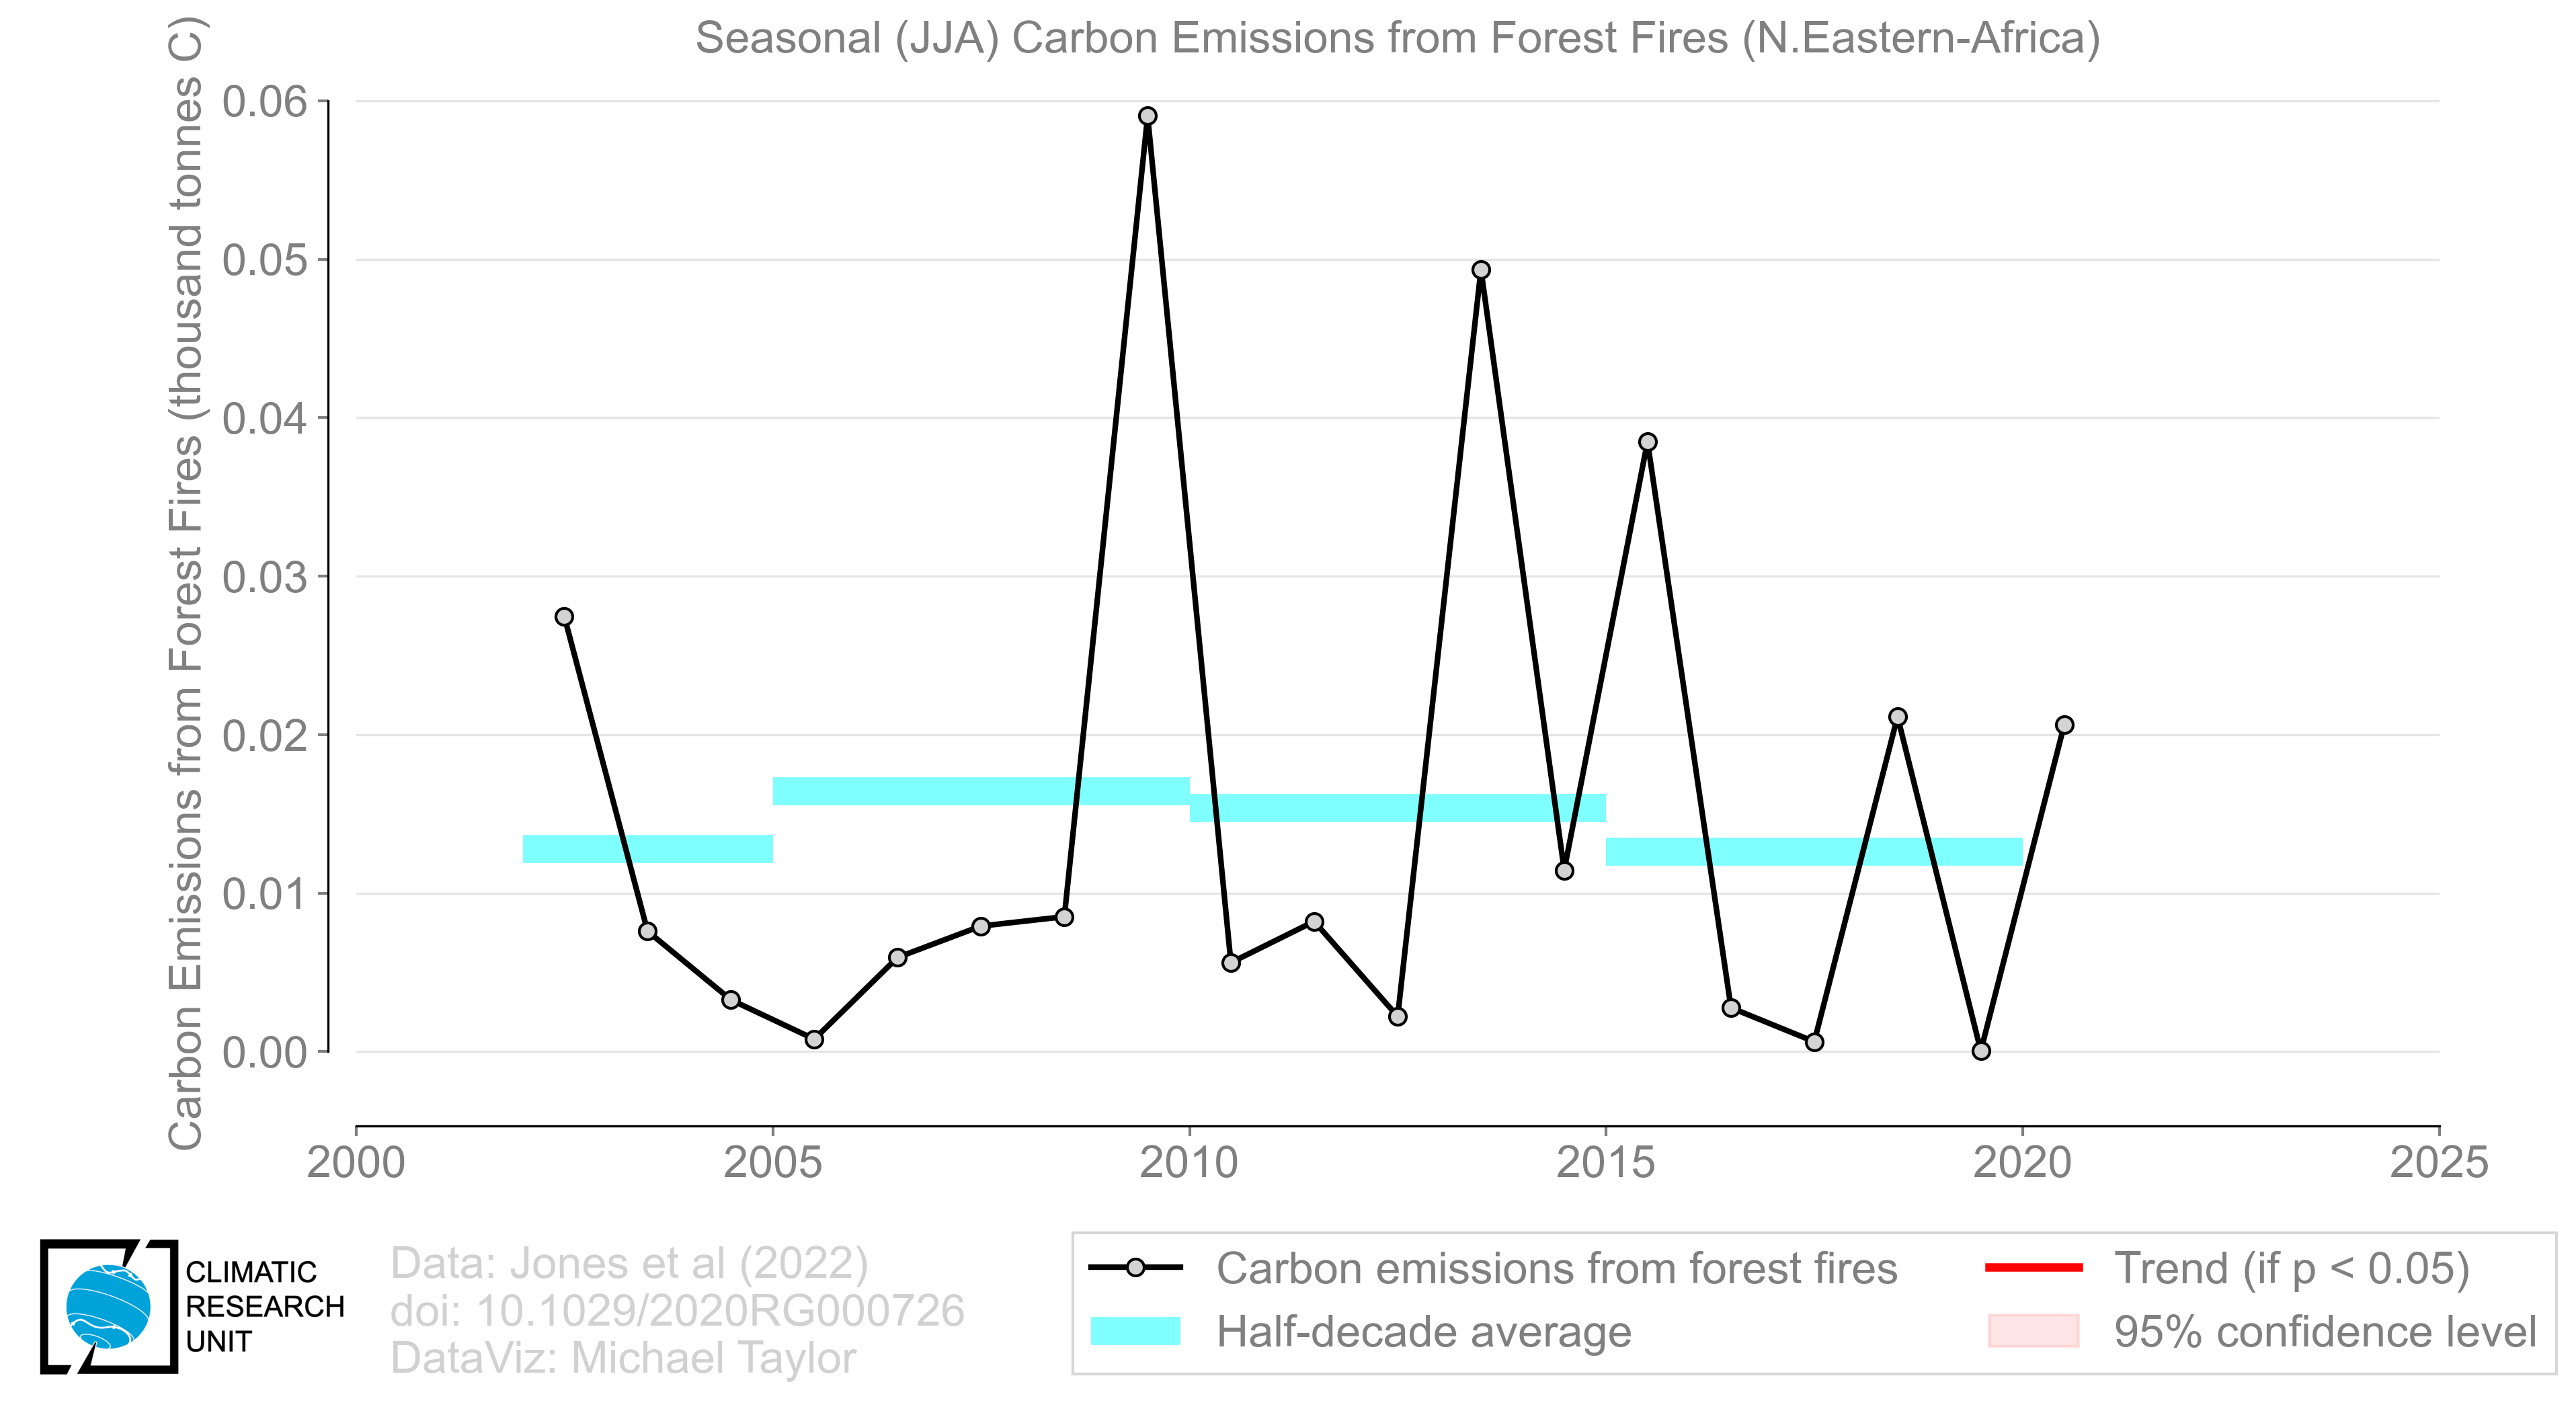 Seasonal (JJA) Carbon Emissions from Forest Fires (N.Eastern-Africa)
Carbon Emissions from Forest Fires (thousand tonnes C)
0.06
0.05
0.04
0.03
0.02
0.01
0.00
2000 2005 2010 2015 2020 2025
CLIMATIC
RESEARCH
UNIT
Data: Jones et al (2022)
doi: 10.1029/2020RG000726
DataViz: Michael Taylor
Carbon emissions from forest fires
Half-decade average
Trend (if p < 0.05)
95% confidence level